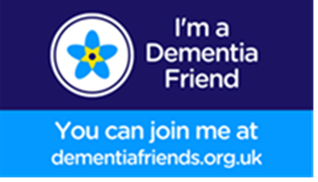 I'm a
Dementia
Friend
You can join me at
dementiafriends.org.uk